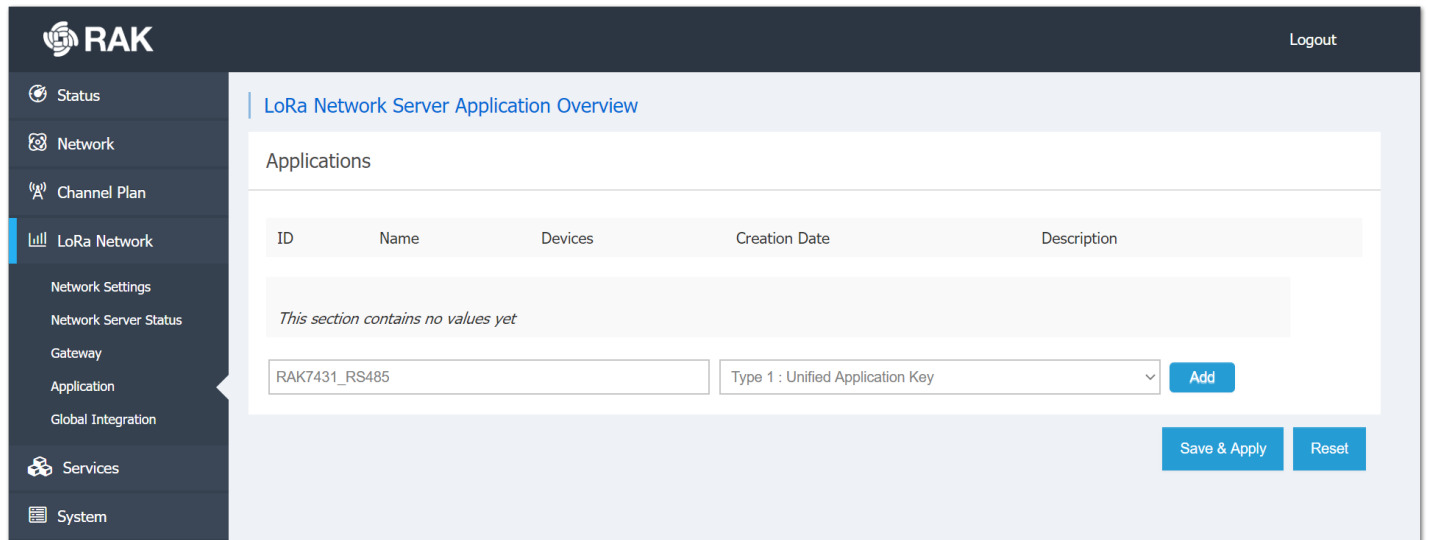 RAK
Logout
Status
Network
Channel Plan
LoRa Network
Network Settings
Network Server Status
Gateway
Application
Global Integration
Services
System
LoRa Network Server Application Overview
Applications
ID Name Devices Creation Date Description
This section contains no values yet
RAK7431_RS485 Type 1 : Unified Application Key Add
Save & Apply Reset